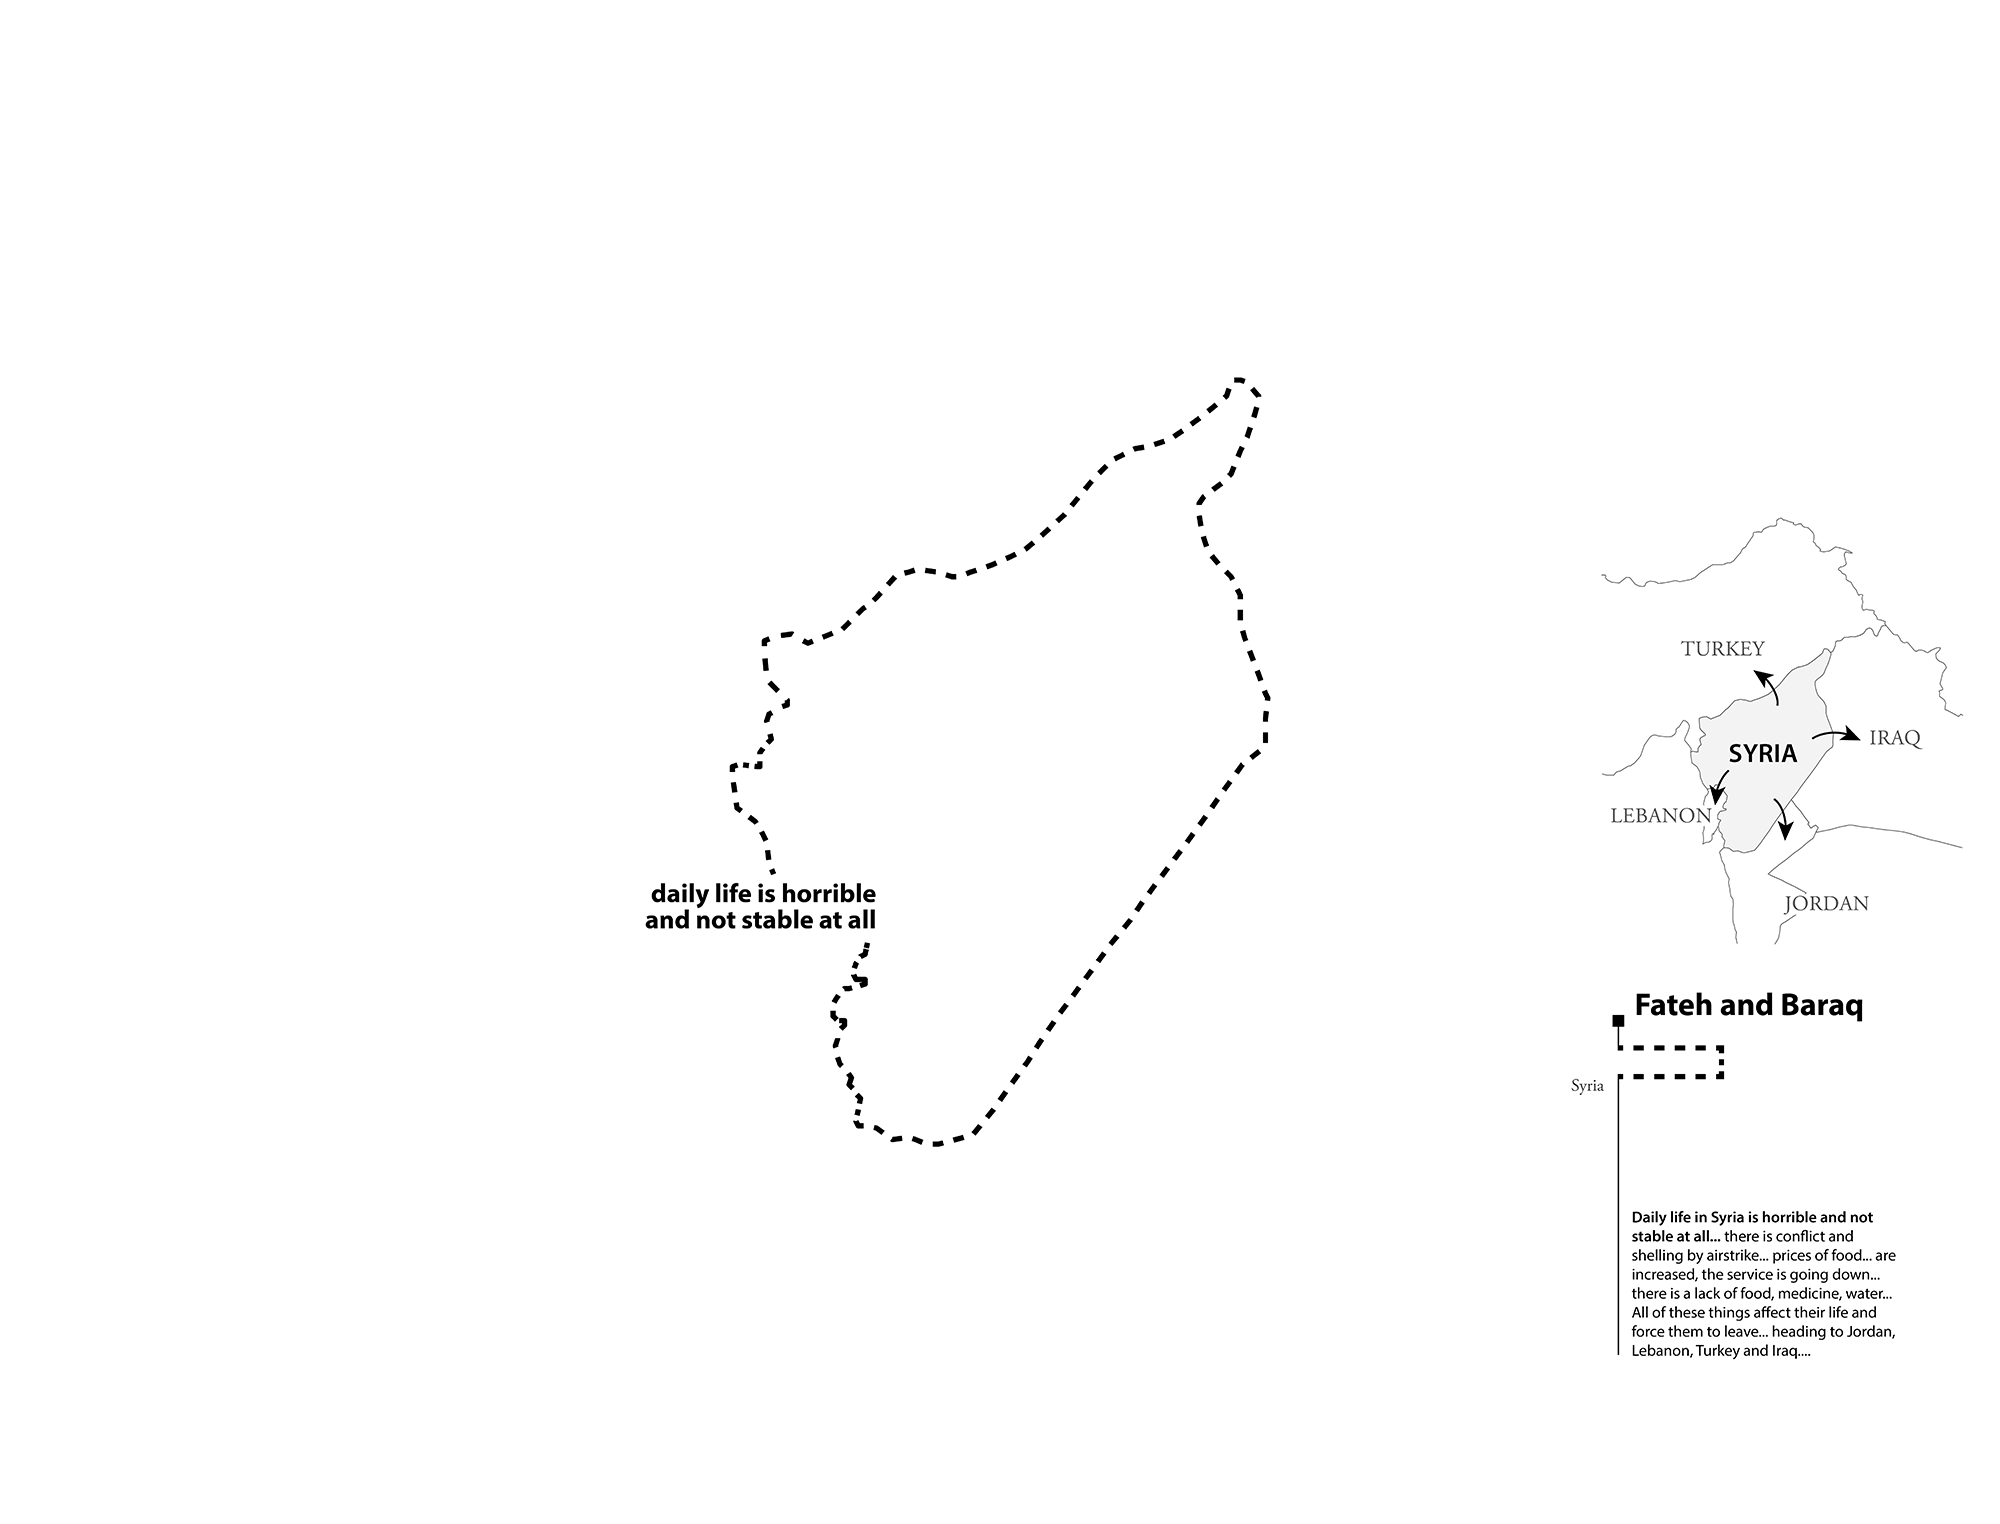 daily life is horrible
and not stable at all
TURKEY
IRAQ
SYRIA
LEBANON
JORDAN
Fateh and Baraq
Syria
Daily life in Syria is horrible and not
stable at all... there is conflict and
shelling by airstrike... prices of food... are
increased, the service is going down...
there is a lack of food, medicine, water...
All of these things affect their life and
force them to leave... heading to Jordan,
Lebanon, Turkey and Iraq....